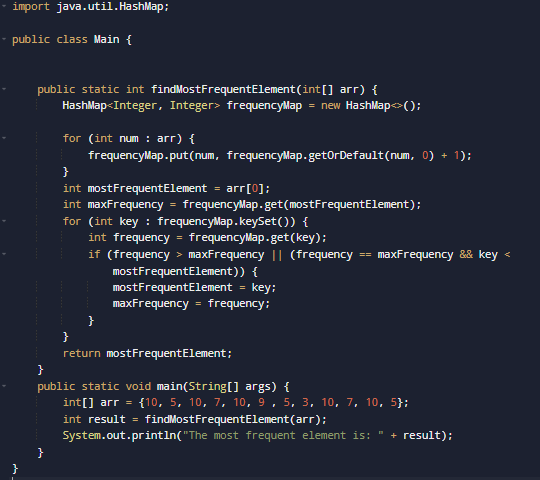 import java.util.HashMap;
public class Main {
public static int findMostFrequentElement(int[] arr) {
HashMap<Integer, Integer> frequencyMap = new HashMap<>();
for (int num : arr) {
frequencyMap.put(num, frequencyMap.getOrDefault(num, 0) + 1);
}
int mostFrequentElement = arr[0];
int maxFrequency = frequencyMap.get(mostFrequentElement);
for (int key : frequencyMap.keySet()) {
int frequency = frequencyMap.get(key);
if (frequency > maxFrequency || (frequency == maxFrequency && key <
mostFrequentElement)) {
mostFrequentElement = key;
maxFrequency = frequency;
}
}
return mostFrequentElement;
}
public static void main(String[] args) {
int[] arr = {10, 5, 10, 7, 10, 9 , 5, 3, 10, 7, 10, 5};
int result = findMostFrequentElement(arr);
System.out.println("The most frequent element is: " + result);
}
}